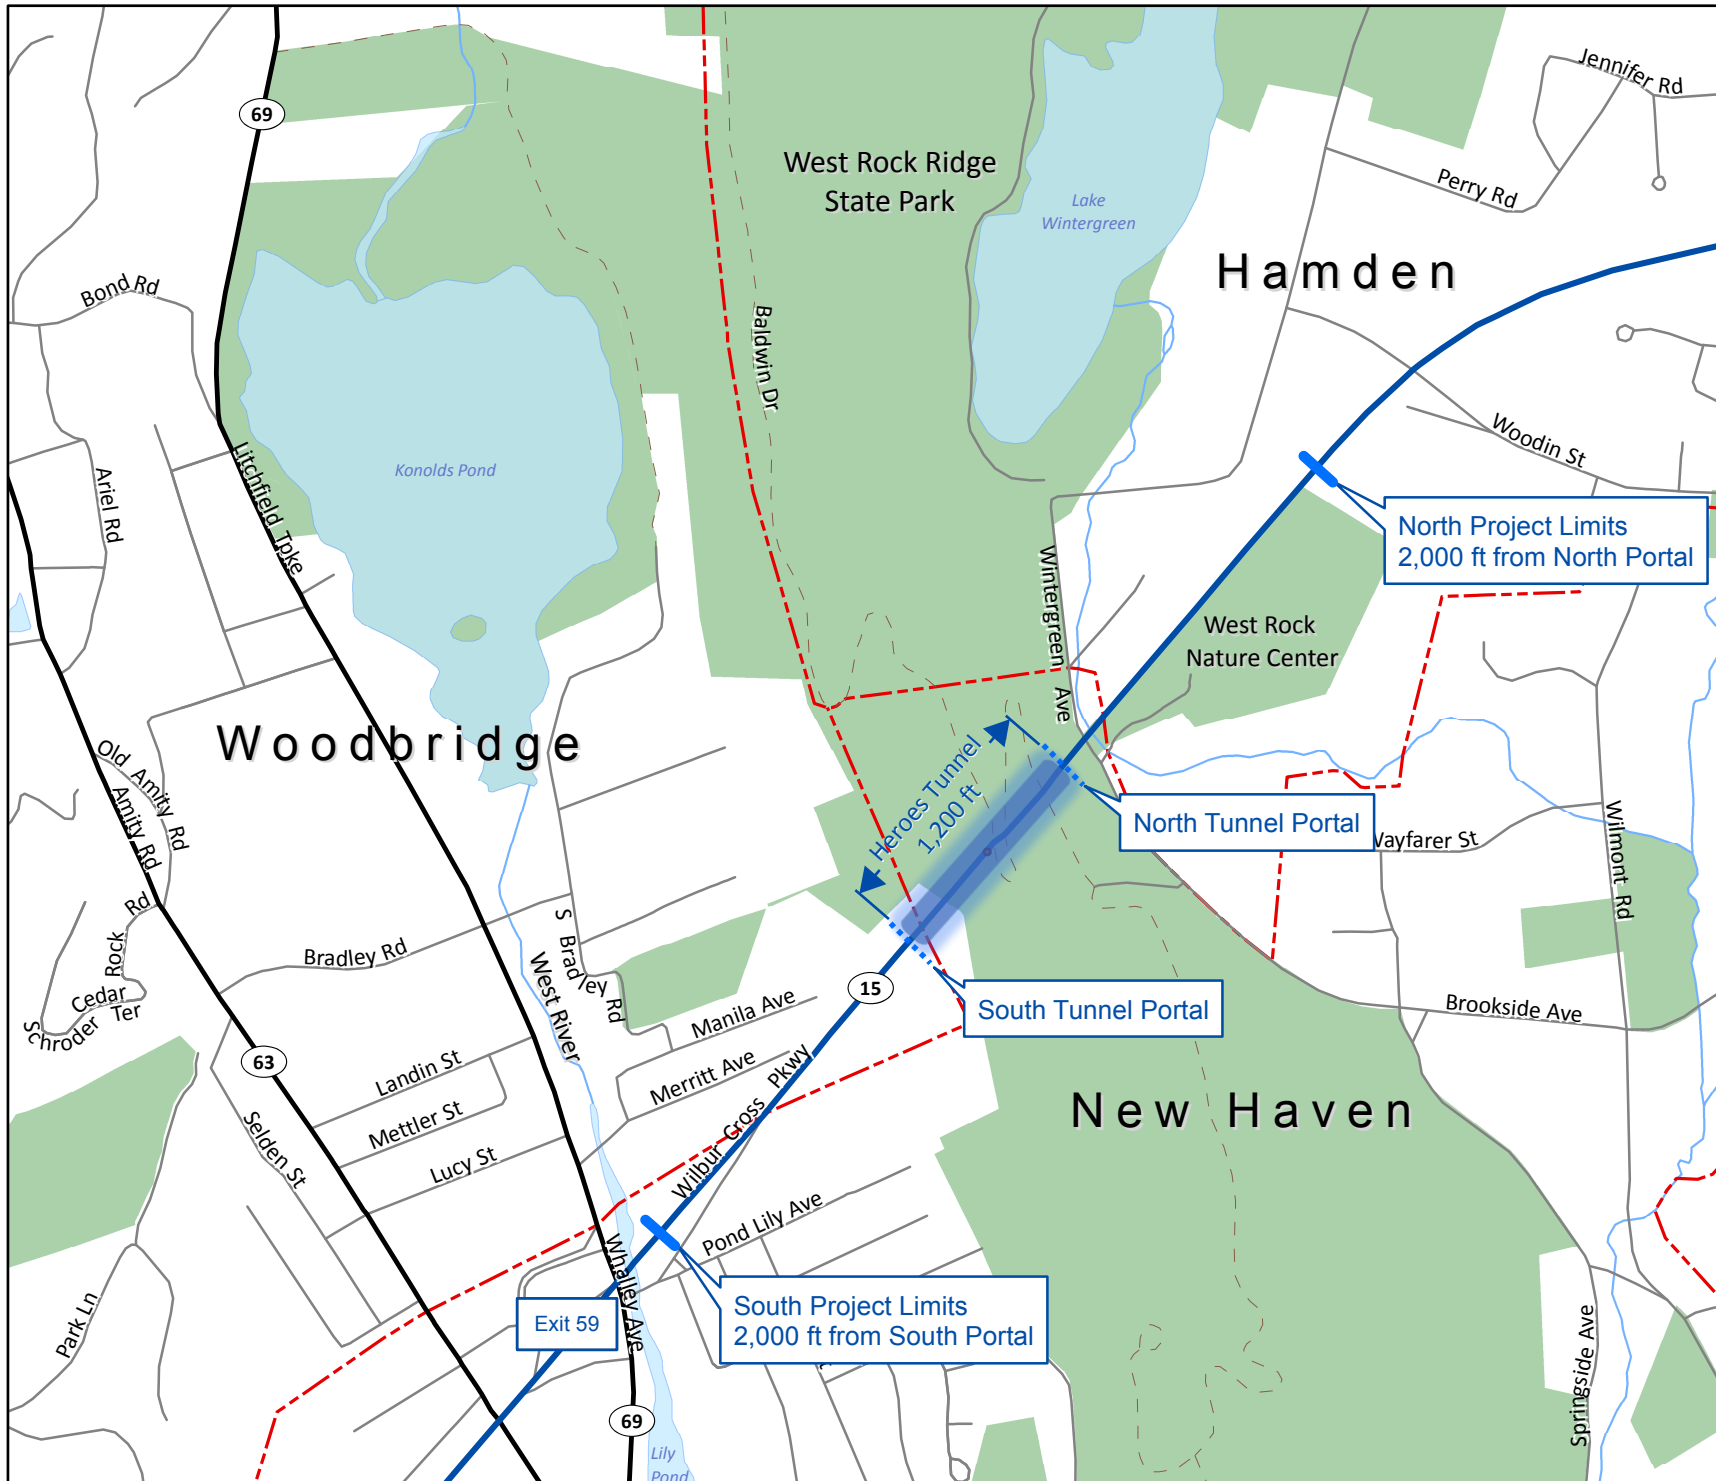 Jennifer Rd
69
West Rock Ridge
State Park
Perry Rd
Lake
Wintergreen
Hamden
Bond Rd
Baldwin Dr
Woodin St
Litchfield Tpke
Konolds Pond
Ariel Rd
North Project Limits
2,000 ft from North Portal
Wintergreen
Ave
West Rock
Nature Center
Woodbridge
Old Amity Rd
Amity Rd
Heroes Tunnel
1,200 ft
North Tunnel Portal
Wayfarer St
Wilmont Rd
Rock Rd
Cedar
Schroder Ter
Bradley Rd
S Bradley Rd
West River
15
South Tunnel Portal
Manila Ave
Brookside Ave
63
Landin St
Merritt Ave
Wilbur Cross Pkwy
Mettler St
New Haven
Selden St
Lucy St
Pond Lily Ave
Whalley Ave
South Project Limits
2,000 ft from South Portal
Exit 59
Park Ln
Springside Ave
69
Lily
Pond